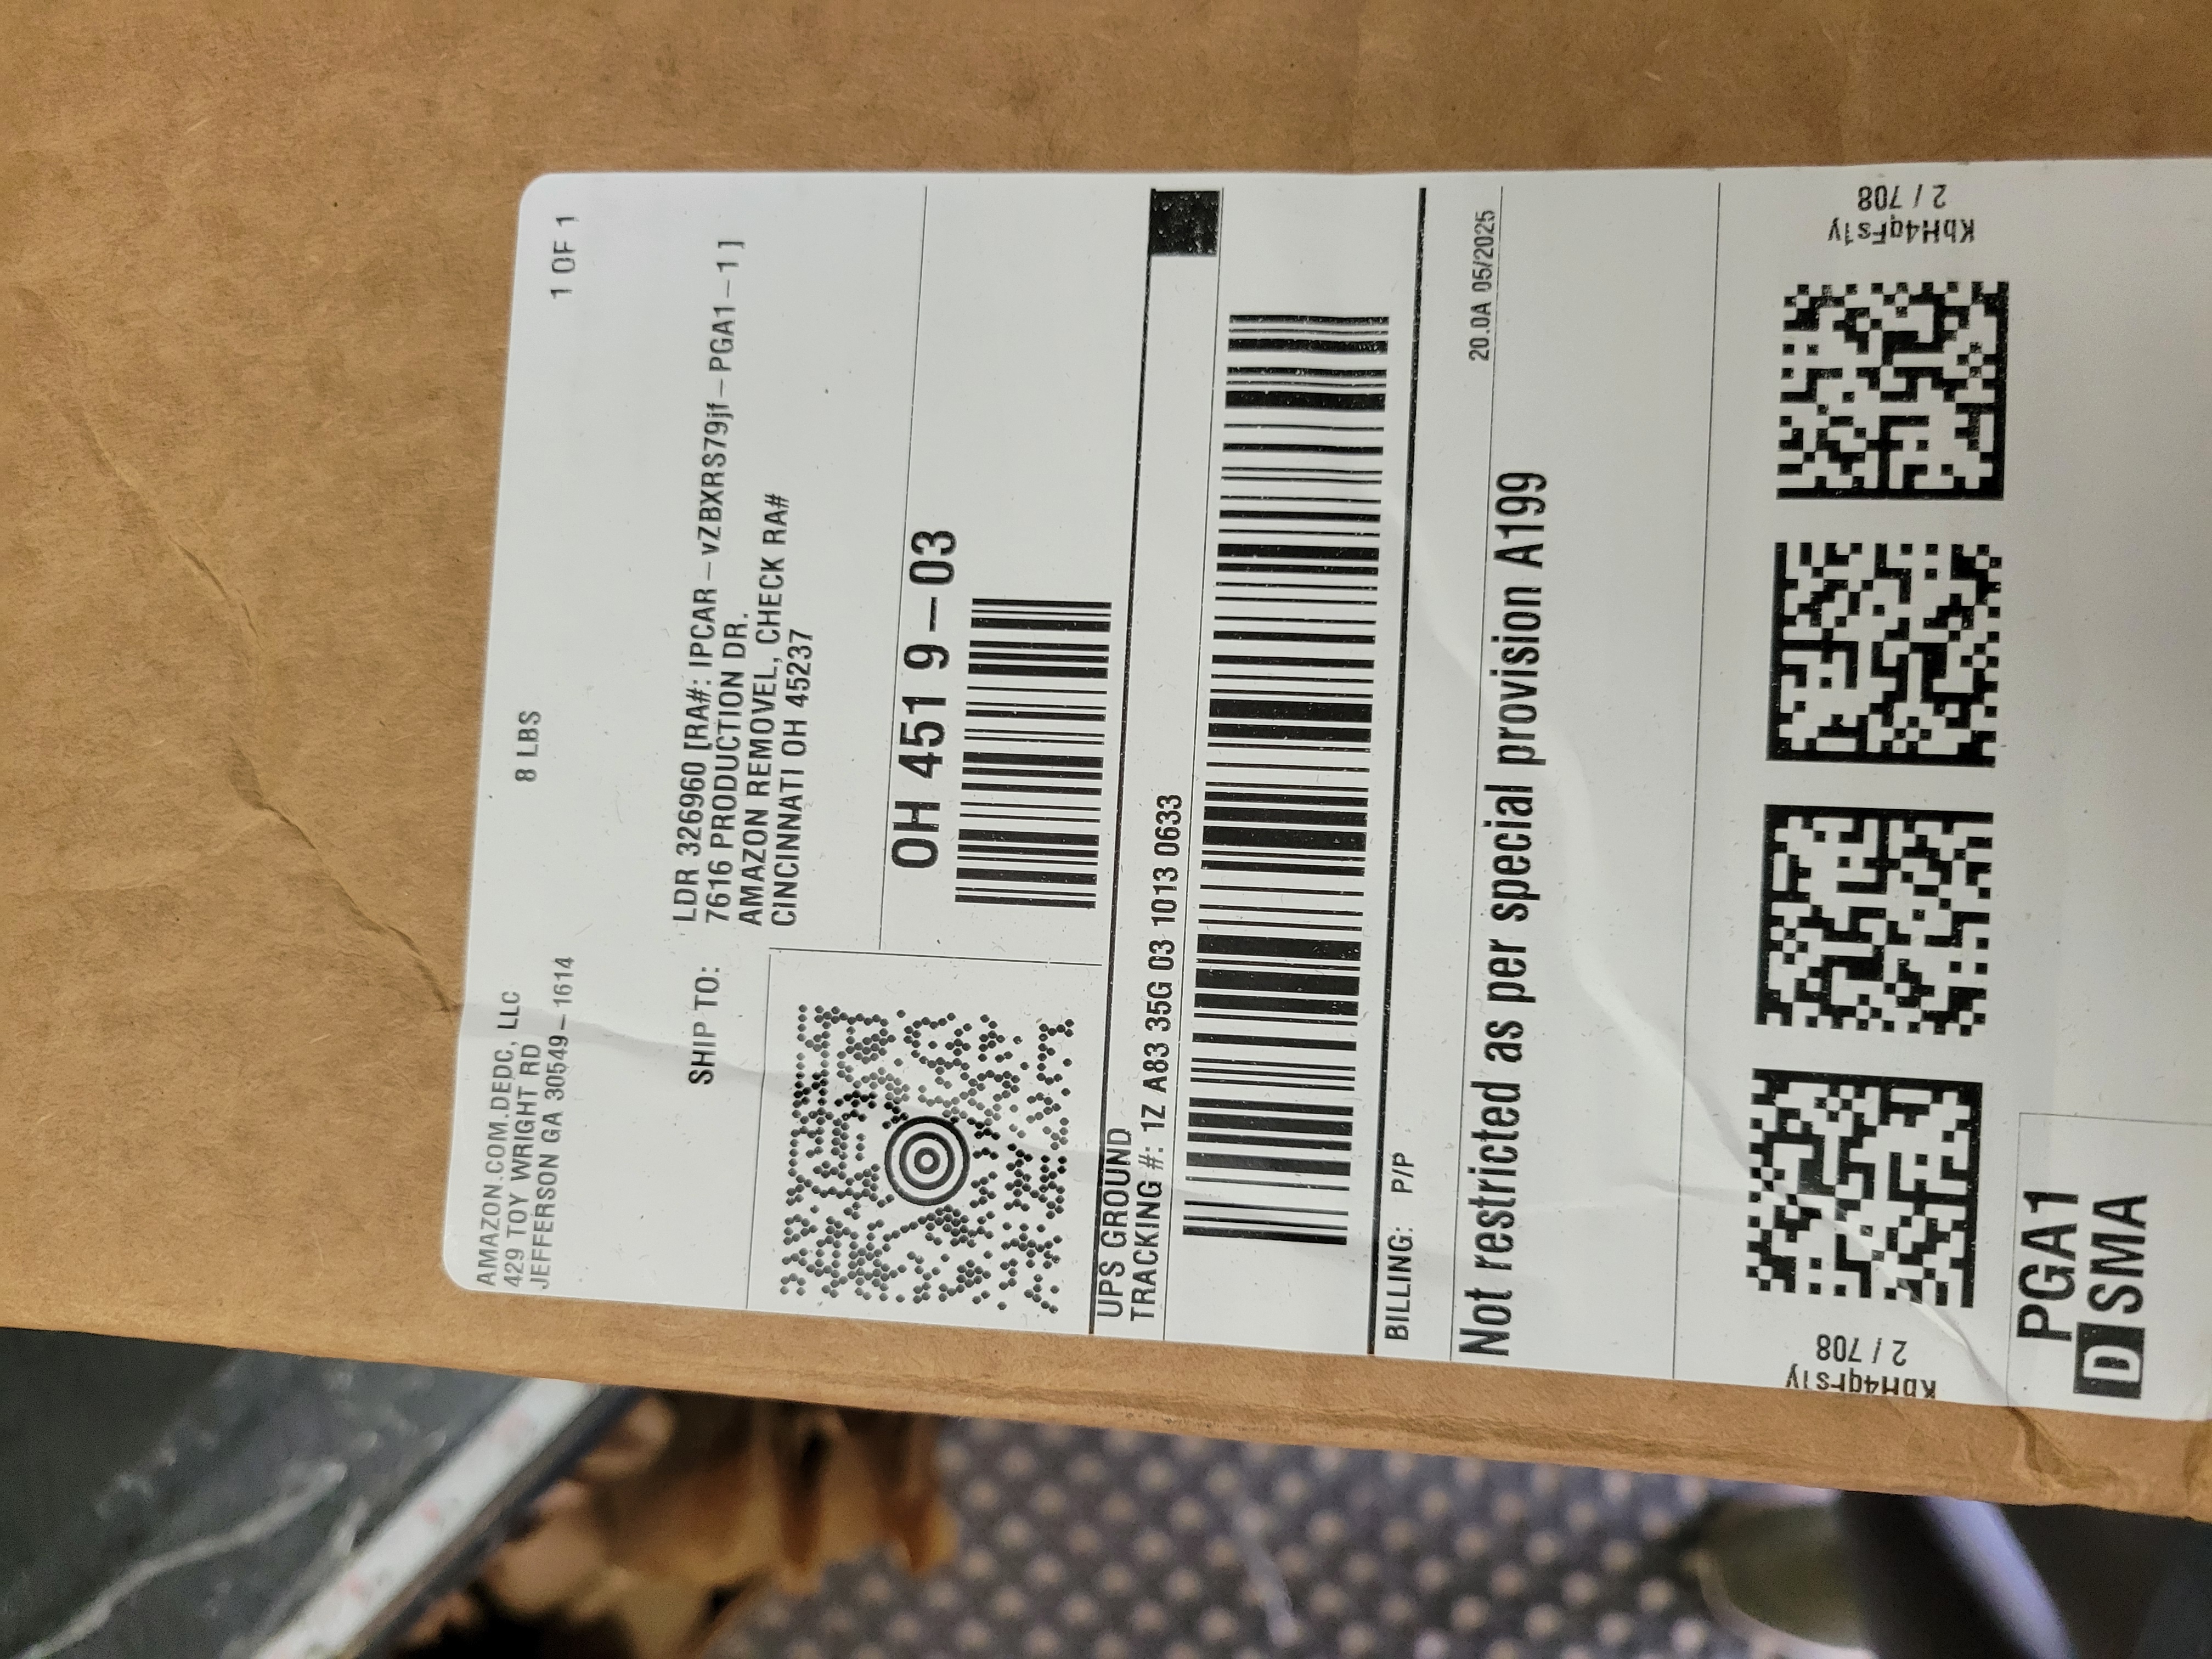 AMAZON.COM.DEDC, LLC
429 TOY WRIGHT RD
JEFFERSON GA 30549-1614
8 LBS
1 OF 1
SHIP TO:
LDR 326960 [RA#: IPCAR-vZBXRS79jf-PGA1-1]
7616 PRODUCTION DR.
AMAZON REMOVEL, CHECK RA#
CINCINNATI OH 45237
OH 451 9-03
UPS GROUND
TRACKING #: 1Z A83 35G 03 1013 0633
BILLING: P/P
20.0A 05/2025
Not restricted as per special provision A199
KbH4qFs1y
2 / 708
KbH4qFs1y
2 / 708
PGA1
D SMA